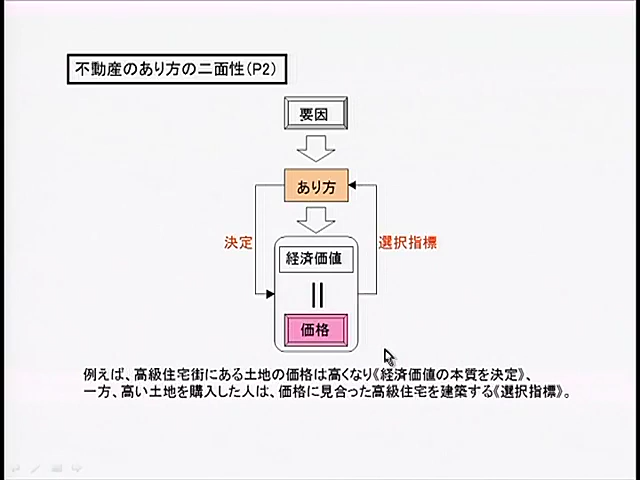 不動産のあり方の二面性(P2)
要因
あり方
決定
選択指標
経済価値
価格
例えば、高級住宅街にある土地の価格は高くなり《経済価値の本質を決定》、
一方、高い土地を購入した人は、価格に見合った高級住宅を建築する《選択指標》。